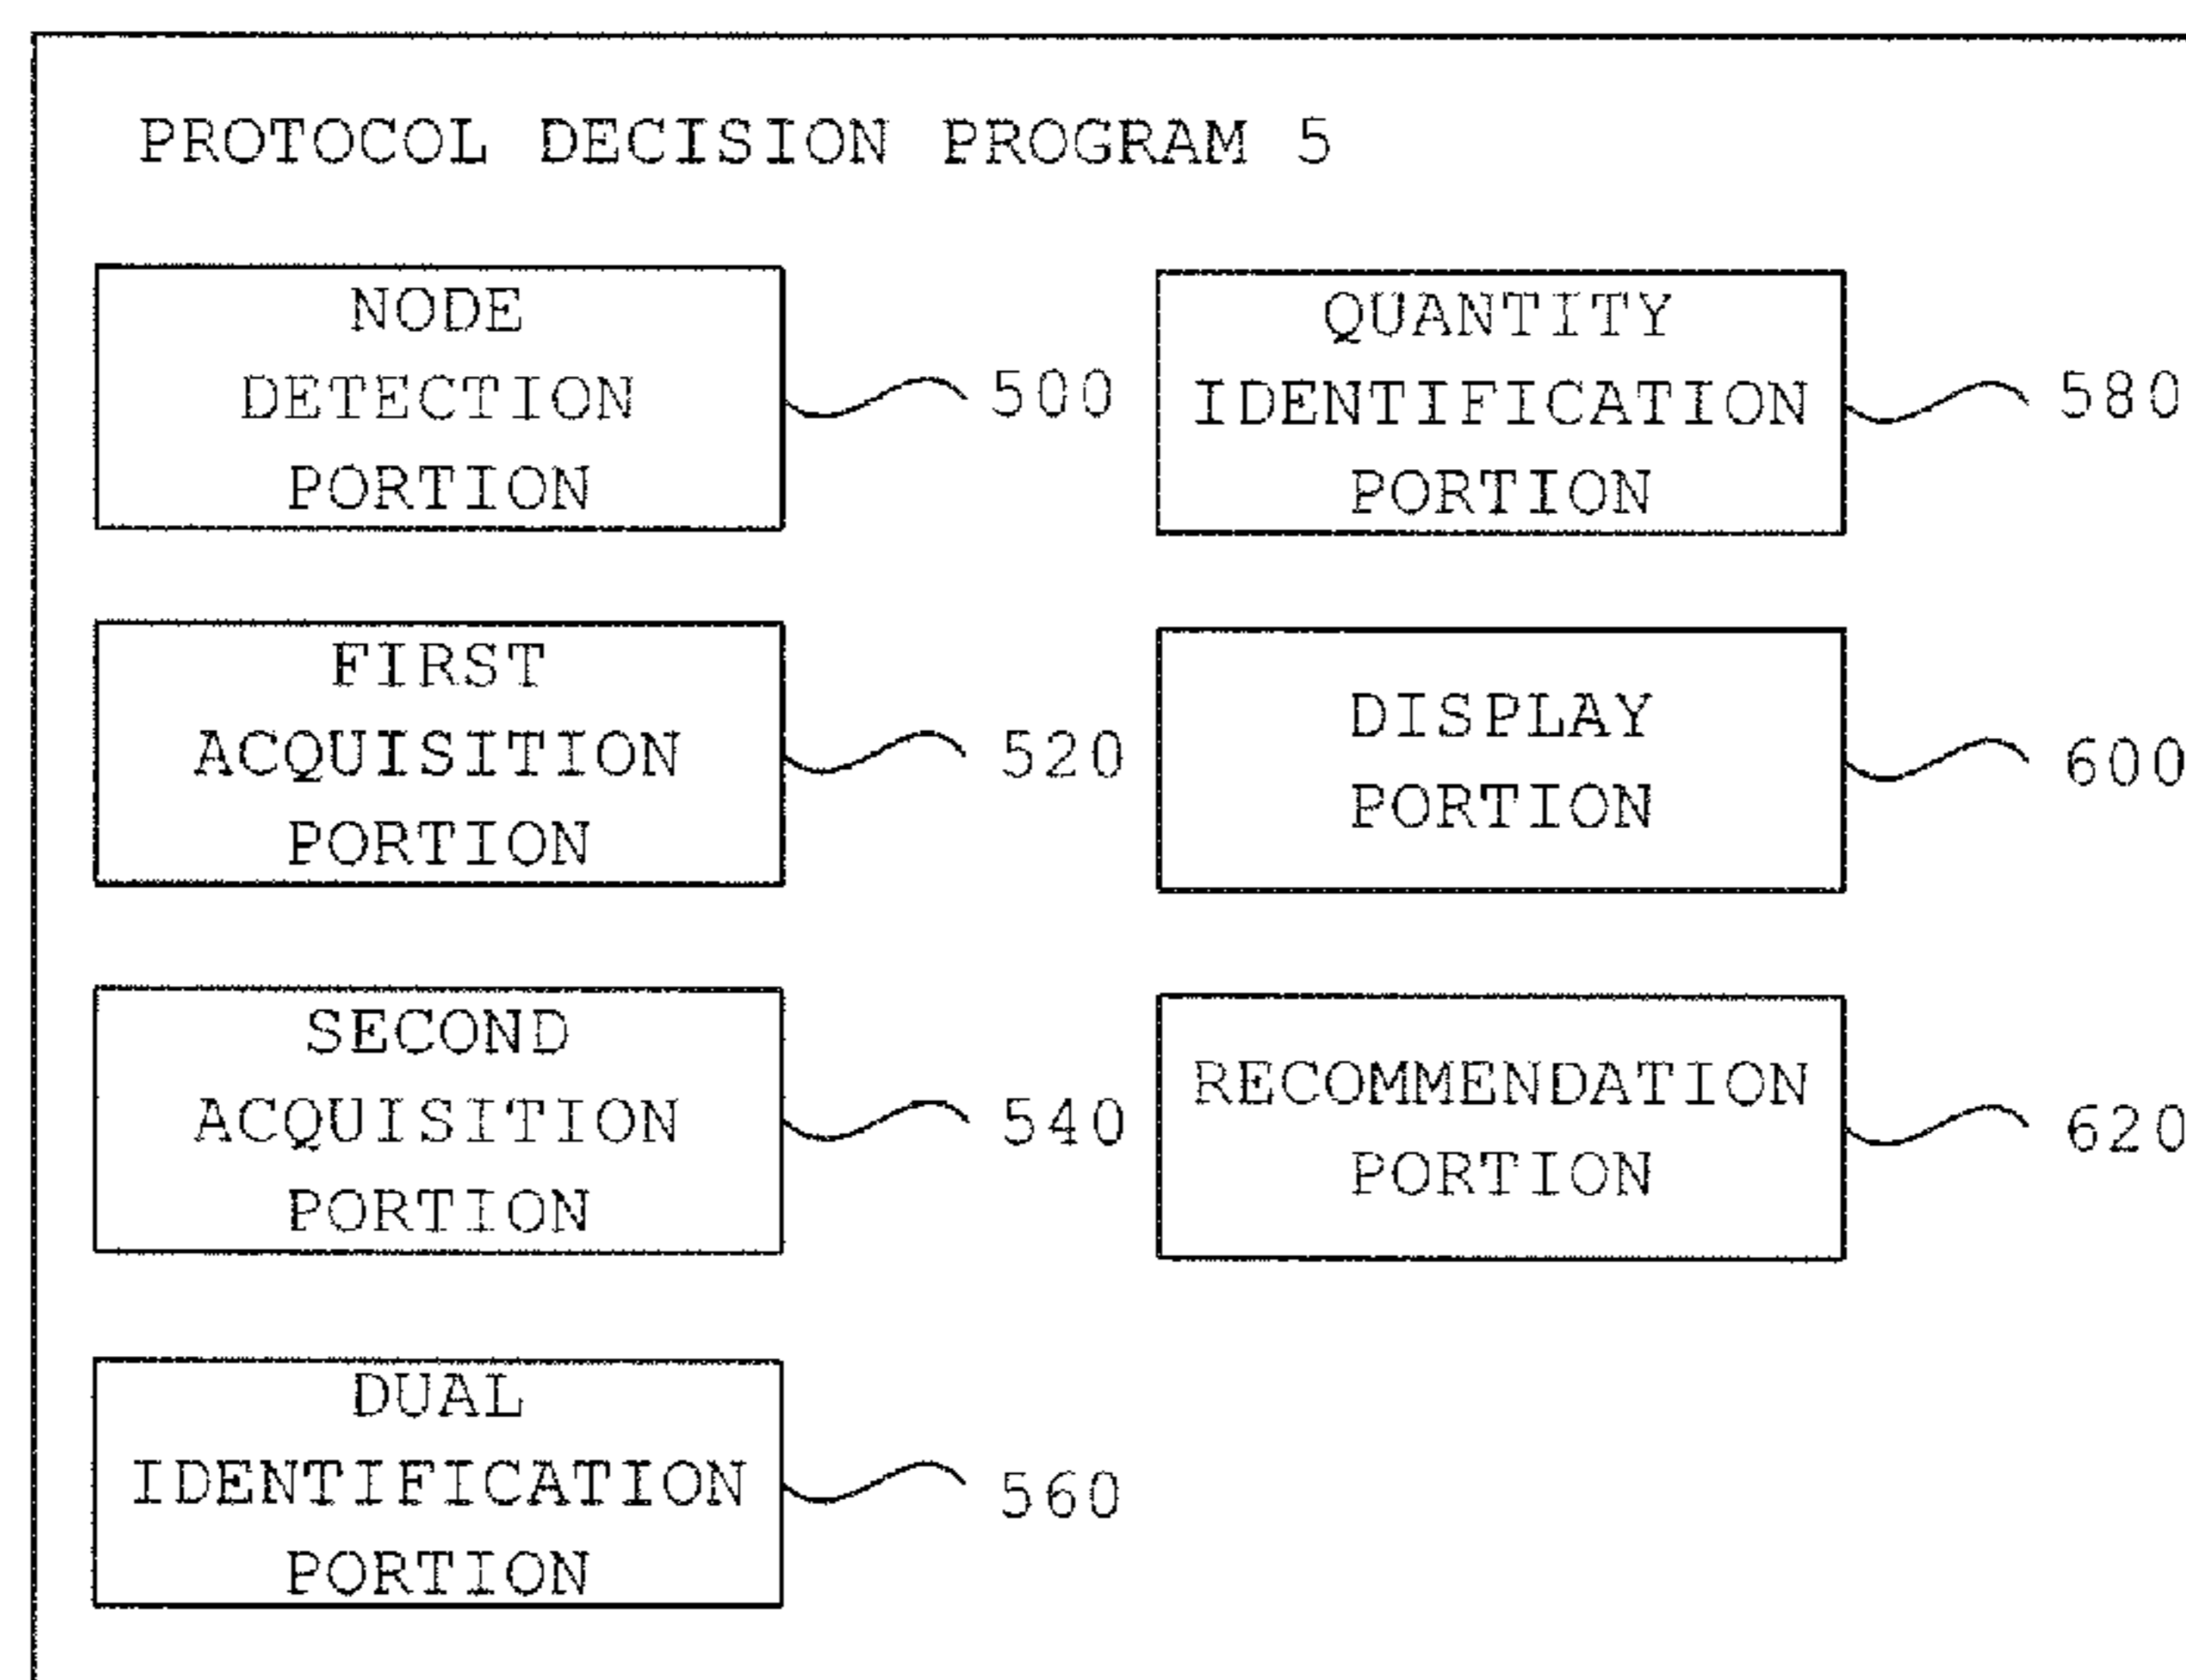 PROTOCOL DECISION PROGRAM 5
NODE
DETECTION
PORTION
500
FIRST
ACQUISITION
PORTION
520
SECOND
ACQUISITION
PORTION
540
DUAL
IDENTIFICATION
PORTION
560
QUANTITY
IDENTIFICATION
PORTION
580
DISPLAY
PORTION
600
RECOMMENDATION
PORTION
620